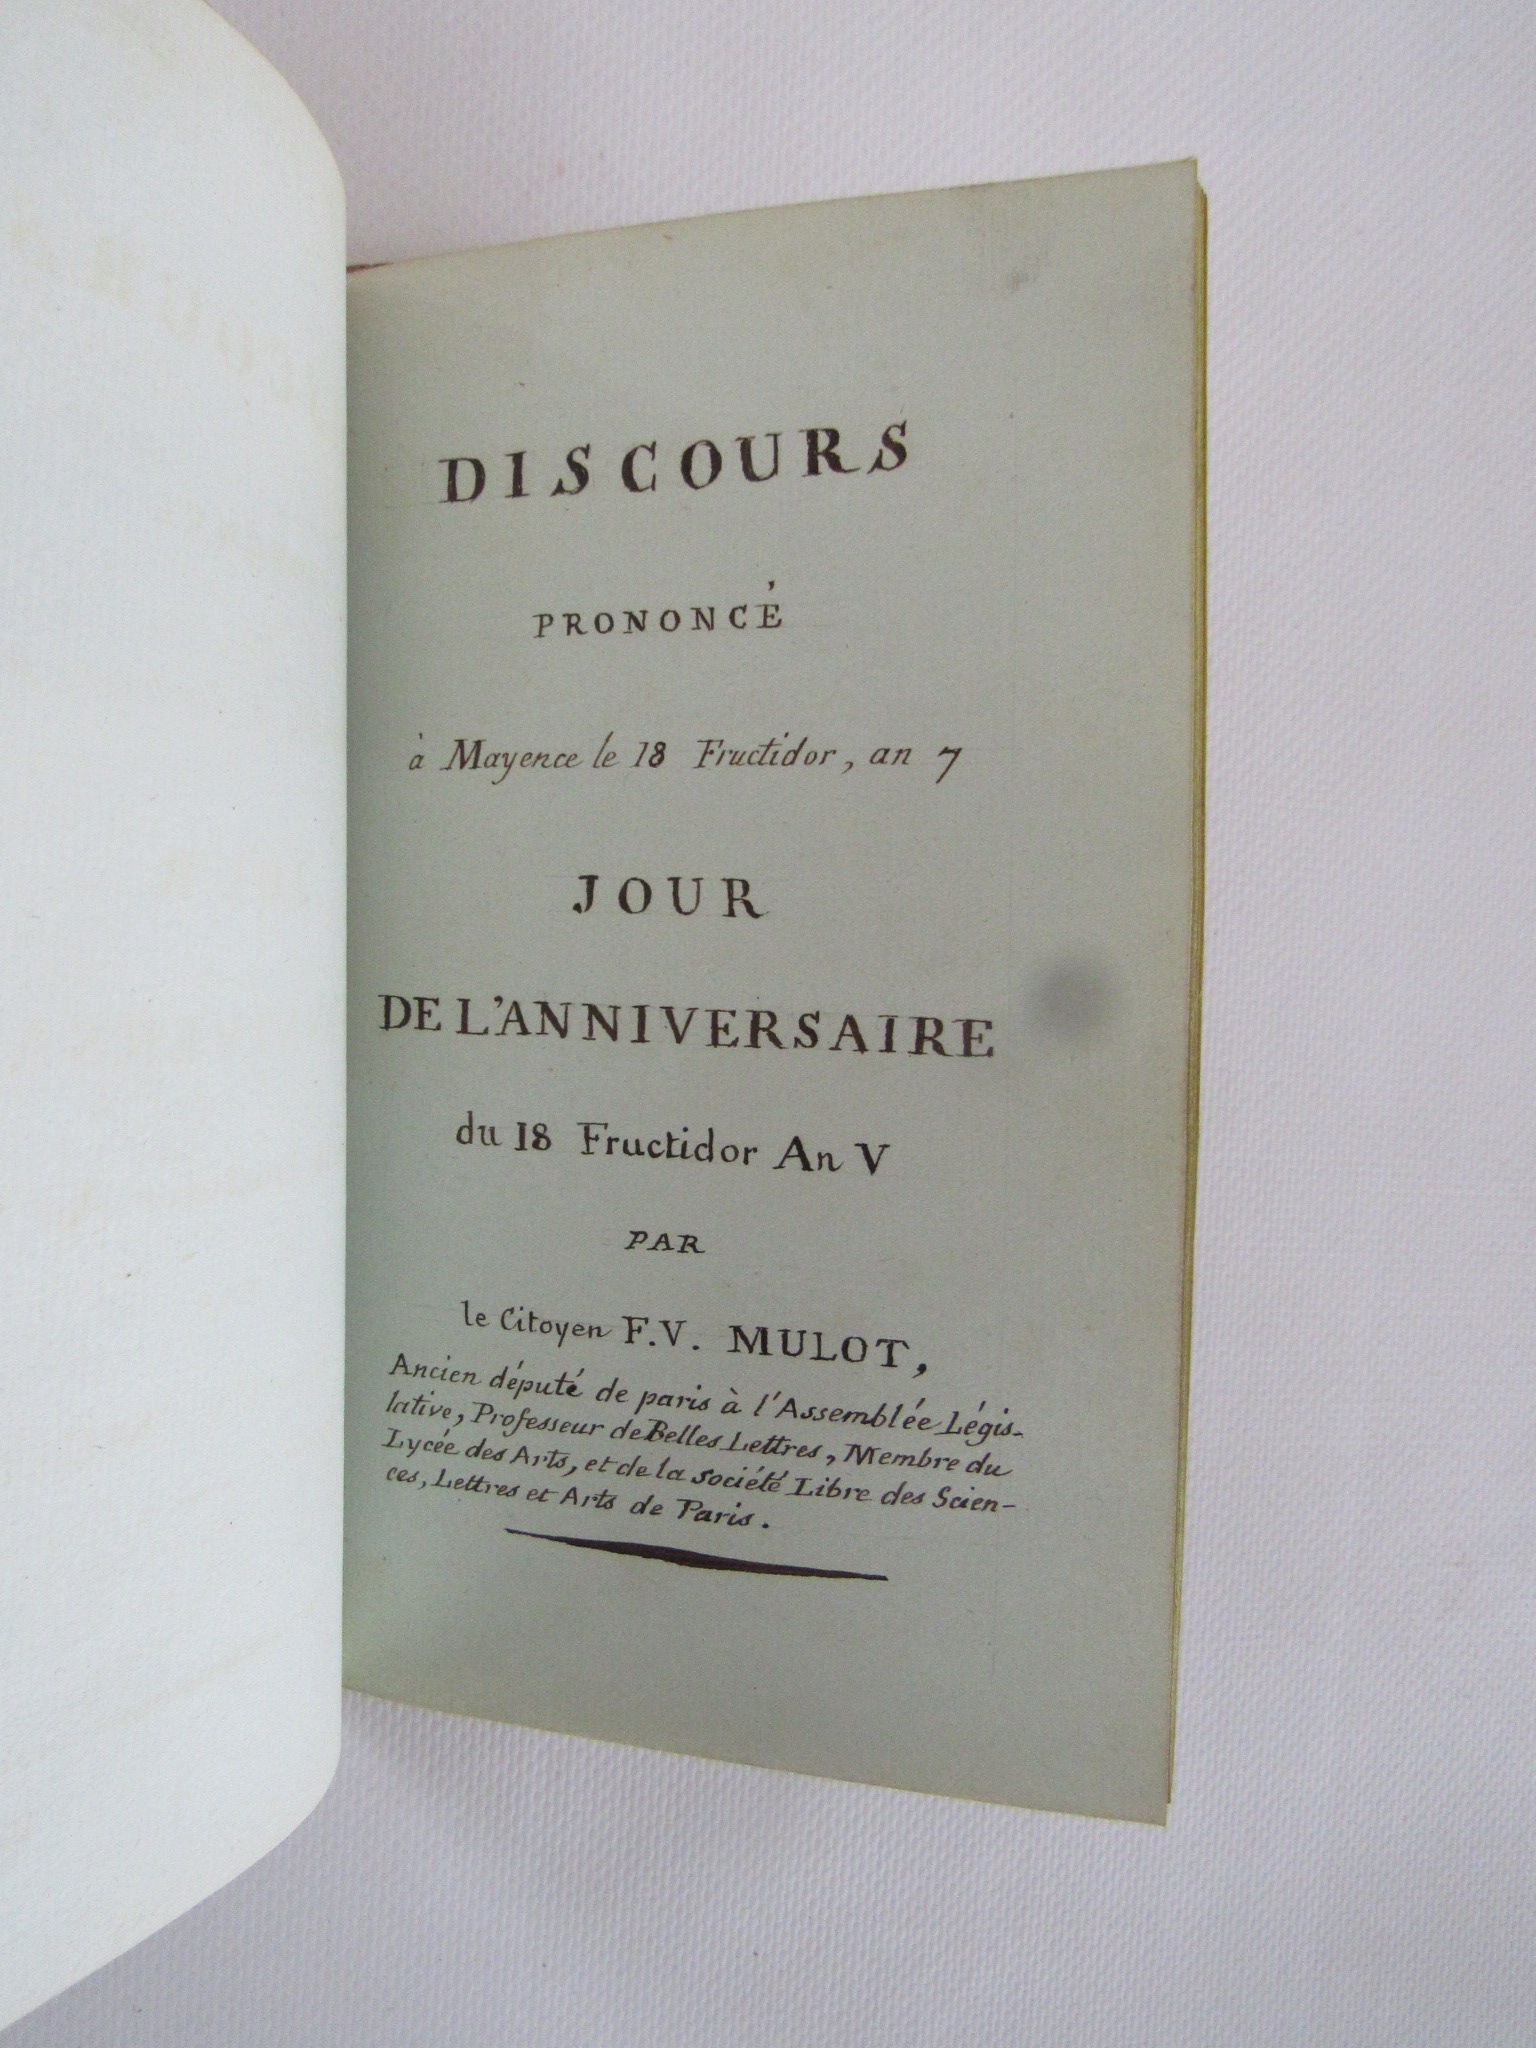 DISCOURS
PRONONCÉ
à Mayence le 18 Fructidor, an 7
JOUR
DE L'ANNIVERSAIRE
du 18 Fructidor An V
PAR
le Citoyen F.V. MULOT,
Ancien député de paris à l'Assemblée Légis-
lative, Professeur de Belles Lettres, Membre du
Lycée des Arts, et de la société Libre des Scien-
ces, Lettres et Arts de Paris.